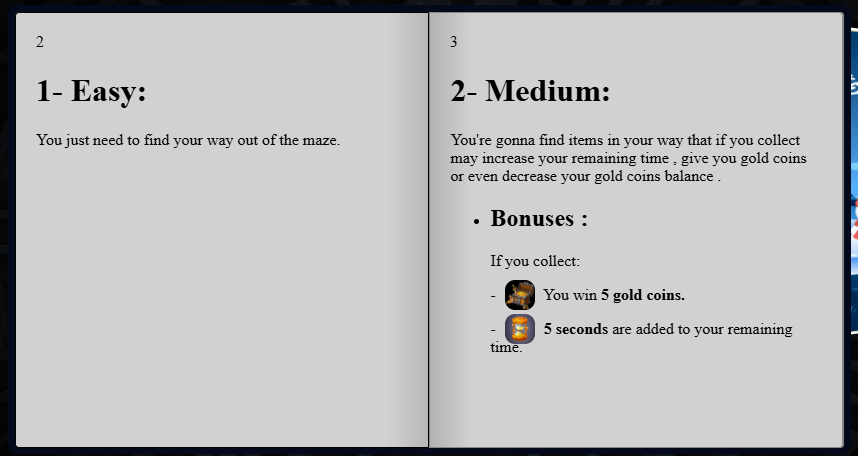 2
1- Easy:
You just need to find your way out of the maze.
3
2- Medium:
You're gonna find items in your way that if you collect
may increase your remaining time , give you gold coins
or even decrease your gold coins balance .
• Bonuses :
If you collect:
- You win 5 gold coins.
- 5 seconds are added to your remaining
time.